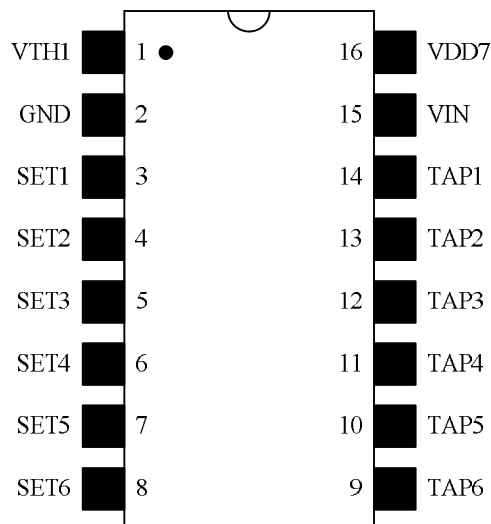 VTH1 1 16 VDD7
GND 2 15 VIN
SET1 3 14 TAP1
SET2 4 13 TAP2
SET3 5 12 TAP3
SET4 6 11 TAP4
SET5 7 10 TAP5
SET6 8 9 TAP6